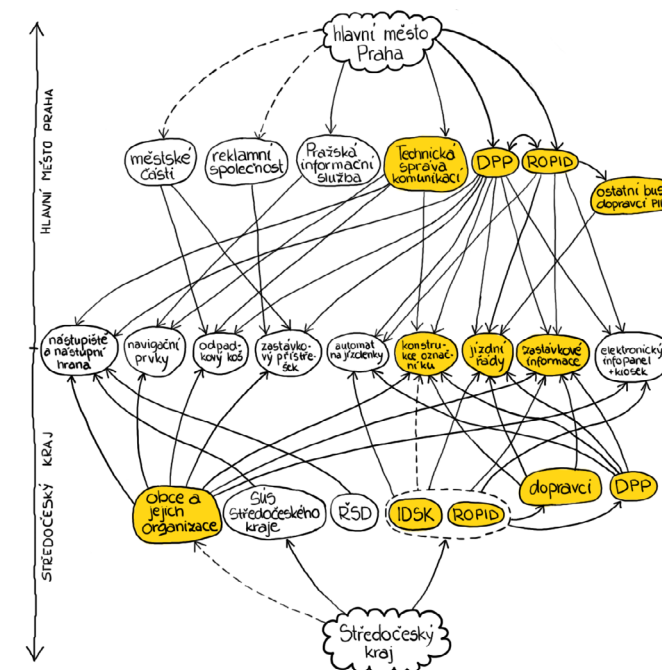 hlavní město
Praha
HLAVNÍ MĚSTO PRAHA
městské
části
reklamní
společnost
Pražská
informační
služba
Technická
správa
komunikací
DPP
ROPID
ostatní bus
dopravci PI
nástupiště
a nástupní
hrana
navigační
prvky
odpad-
kový koš
zastávko-
vý přístře-
šek
automat
na jízdenky
konstru-
kce označ-
níku
jízdní
řády
zastávkové
informace
elektronický
infopanel
+kiosek
STŘEDOČESKÝ KRAJ
obce a
jejich
organizace
SÚS
Středočeského
kraje
ŘSD
IDSK
ROPID
dopravci
DPP
Středočeský
kraj